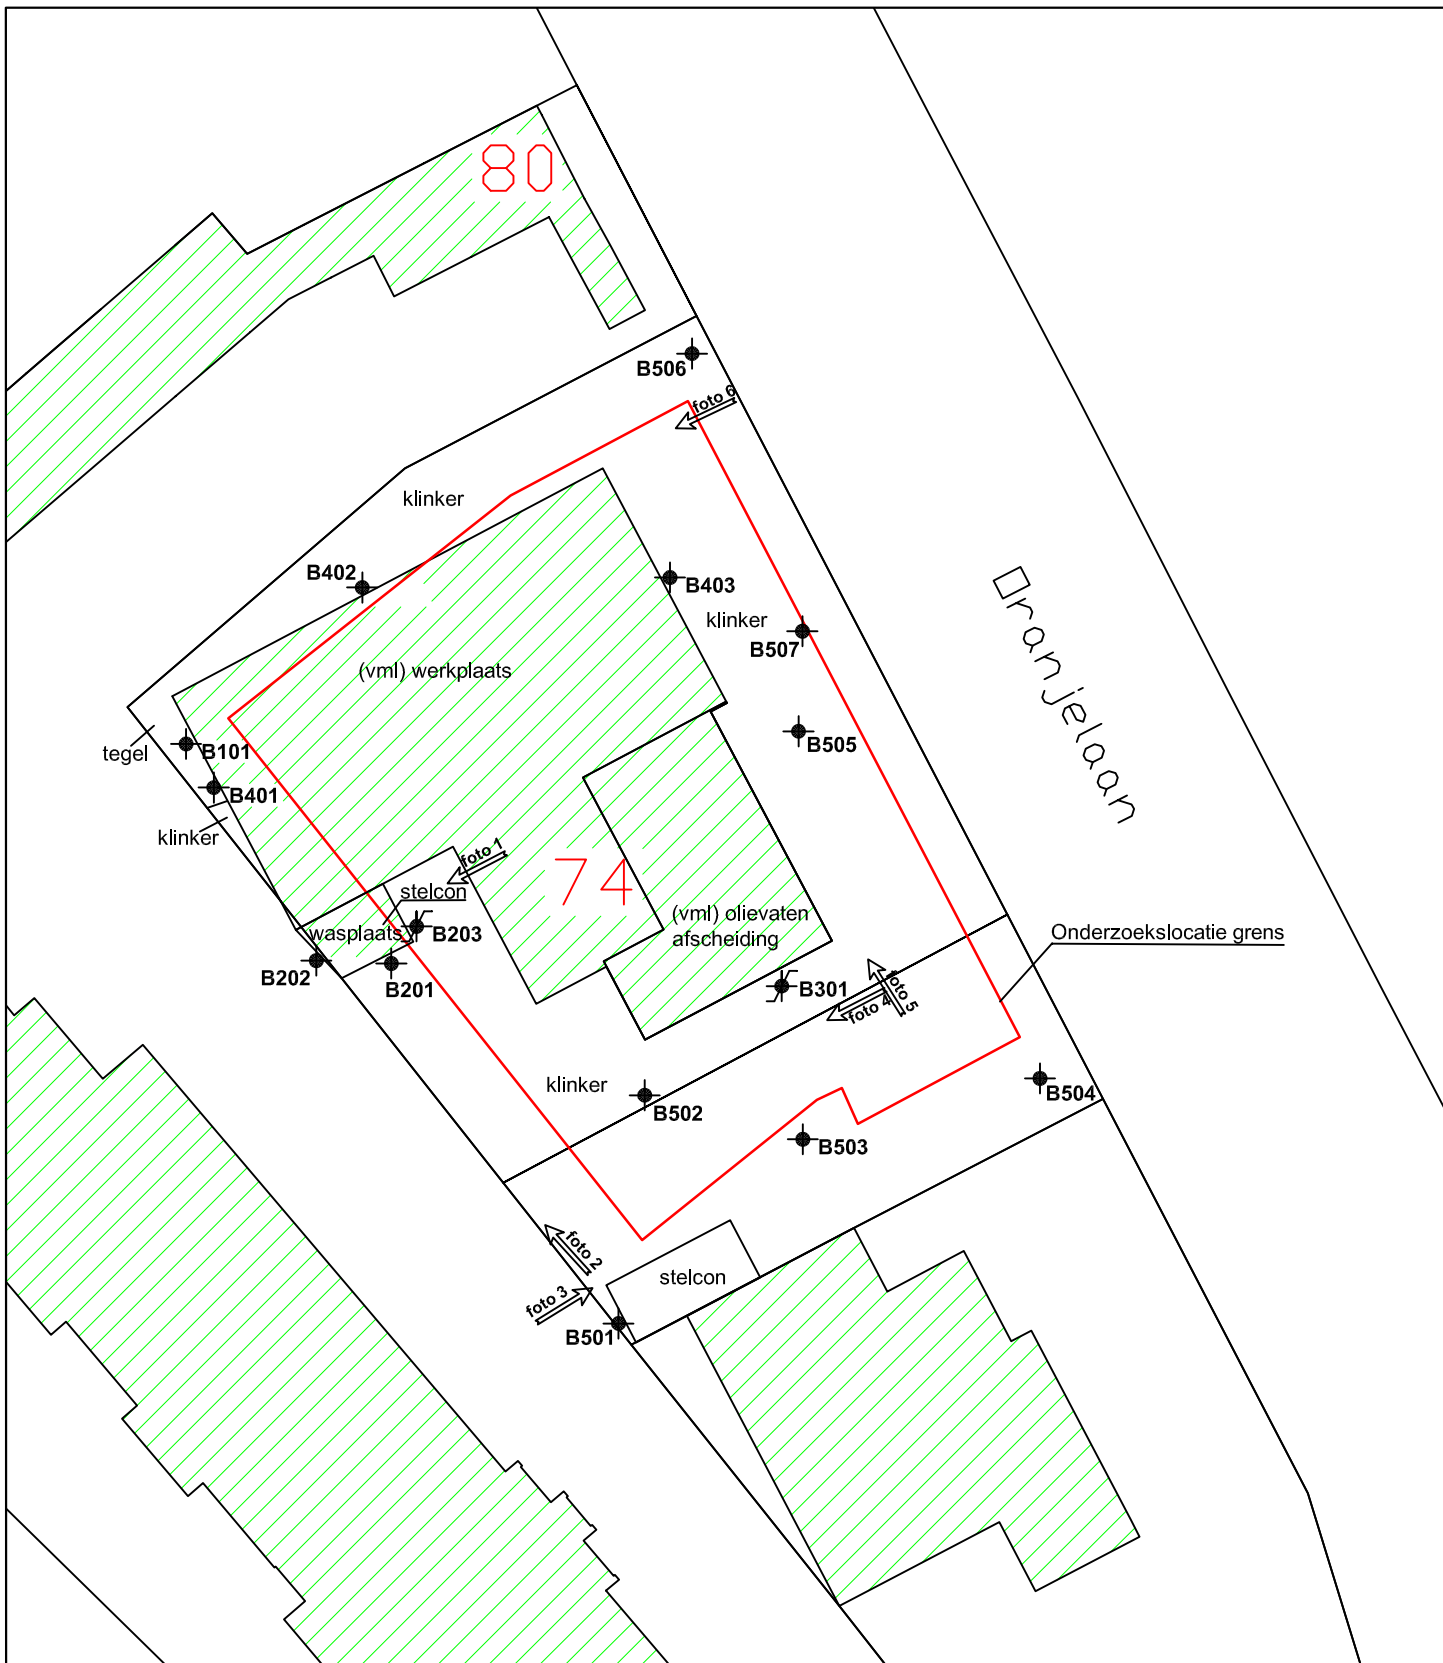 80
B506
foto 6
klinker
B402
B403
klinker
B507
Oranjelaan
(vml) werkplaats
B505
tegel
B101
B401
klinker
foto 1
74
stelcon
(vml) olievaten
afscheiding
wasplaats
B203
Onderzoekslocatie grens
B202
B201
B301
foto 5
foto 4
klinker
B502
B504
B503
foto 2
stelcon
foto 3
B501